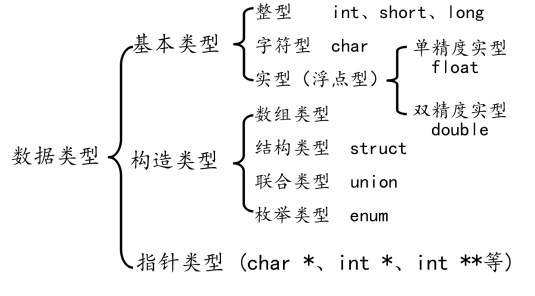 整型 int、short、long
基本类型
字符型 char
单精度实型
float
实型（浮点型）
双精度实型
double
数组类型
结构类型 struct
数据类型
构造类型
联合类型 union
枚举类型 enum
指针类型 (char *、int *、int **等)